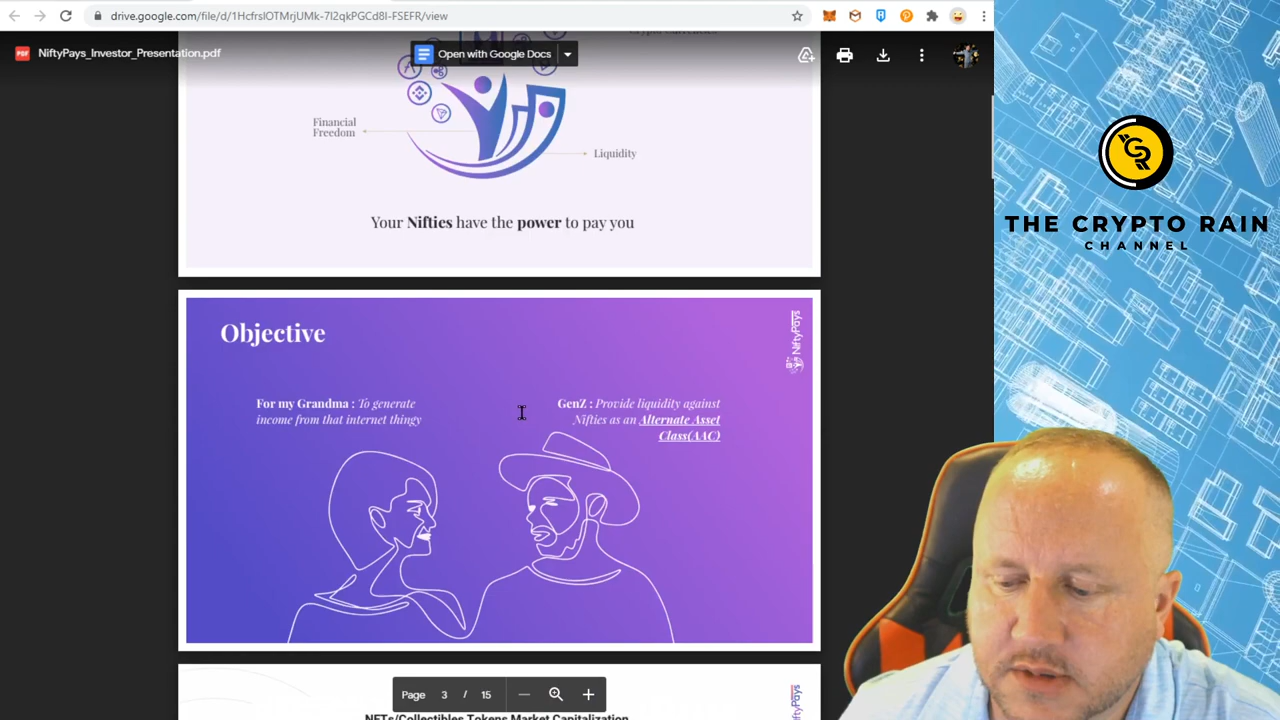 drive.google.com/file/d/1HcfrsIOTMrjUMk-7I2qkPGCd8I-FSEFR/view
NiftyPays_Investor_Presentation.pdf
Open with Google Docs
Financial
Freedom
Liquidity
Your Nifties have the power to pay you
Objective
NiftyPays
For my Grandma : To generate
income from that internet thingy
GenZ : Provide liquidity against
Nifties as an Alternate Asset
Class(AAC)
Page 3 / 15
NFTs/Collectibles Tokens Market Capitalization
THE CRYPTO RAIN
CHANNEL